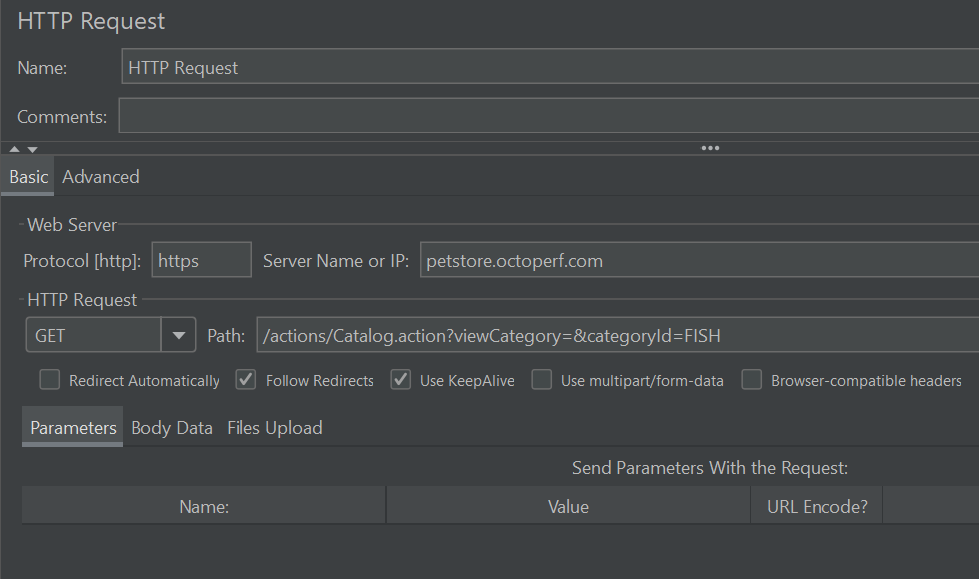 HTTP Request
Name: HTTP Request
Comments:
Basic Advanced
Web Server
Protocol [http]: https Server Name or IP: petstore.octoperf.com
HTTP Request
GET Path: /actions/Catalog.action?viewCategory=&categoryId=FISH
Redirect Automatically Follow Redirects Use KeepAlive Use multipart/form-data Browser-compatible headers
Parameters Body Data Files Upload
Send Parameters With the Request:
Name: Value URL Encode?